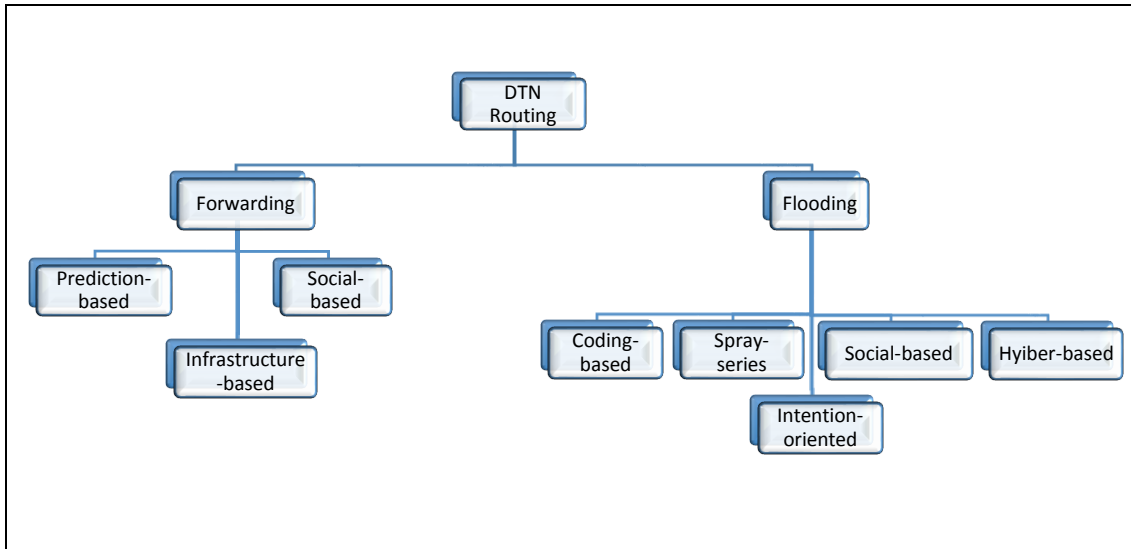 DTN
Routing
Forwarding
Flooding
Prediction-
based
Social-
based
Infrastructure
-based
Coding-
based
Spray-
series
Social-based
Hyiber-based
Intention-
oriented